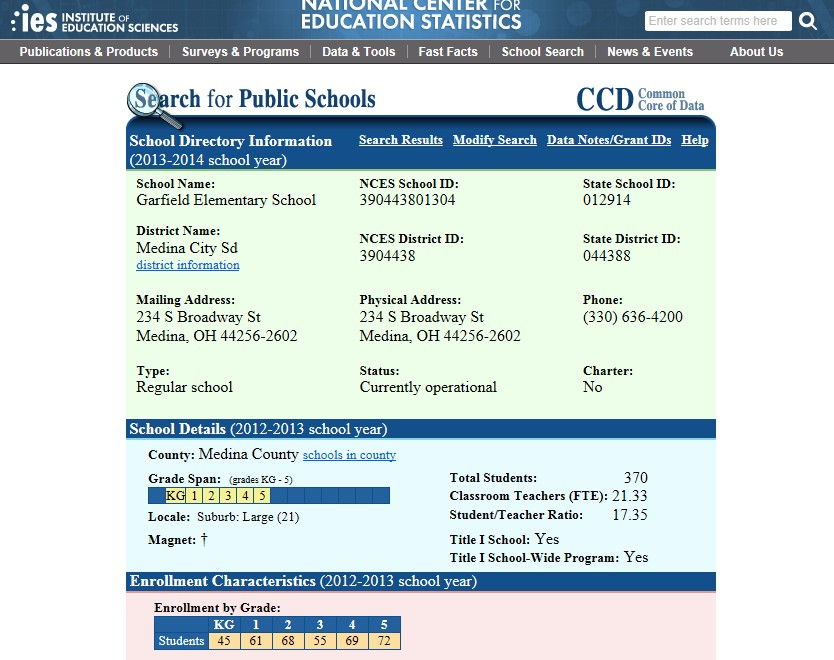 ies INSTITUTE OF
EDUCATION SCIENCES
NATIONAL CENTER FOR
EDUCATION STATISTICS
Enter search terms here
Publications & Products Surveys & Programs Data & Tools Fast Facts School Search News & Events About Us
Search for Public Schools
CCD Common
Core of Data
School Directory Information
(2013-2014 school year)
Search Results Modify Search Data Notes/Grant IDs Help
School Name: NCES School ID: State School ID:
Garfield Elementary School 390443801304 012914
District Name:
Medina City Sd
district information
NCES District ID: State District ID:
3904438 044388
Mailing Address: Physical Address: Phone:
234 S Broadway St 234 S Broadway St (330) 636-4200
Medina, OH 44256-2602 Medina, OH 44256-2602
Type: Status: Charter:
Regular school Currently operational No
School Details (2012-2013 school year)
County: Medina County schools in county
Grade Span: (grades KG - 5)
KG 1 2 3 4 5
Locale: Suburb: Large (21)
Magnet: †
Total Students: 370
Classroom Teachers (FTE): 21.33
Student/Teacher Ratio: 17.35
Title I School: Yes
Title I School-Wide Program: Yes
Enrollment Characteristics (2012-2013 school year)
Enrollment by Grade:
KG 1 2 3 4 5
Students 45 61 68 55 69 72